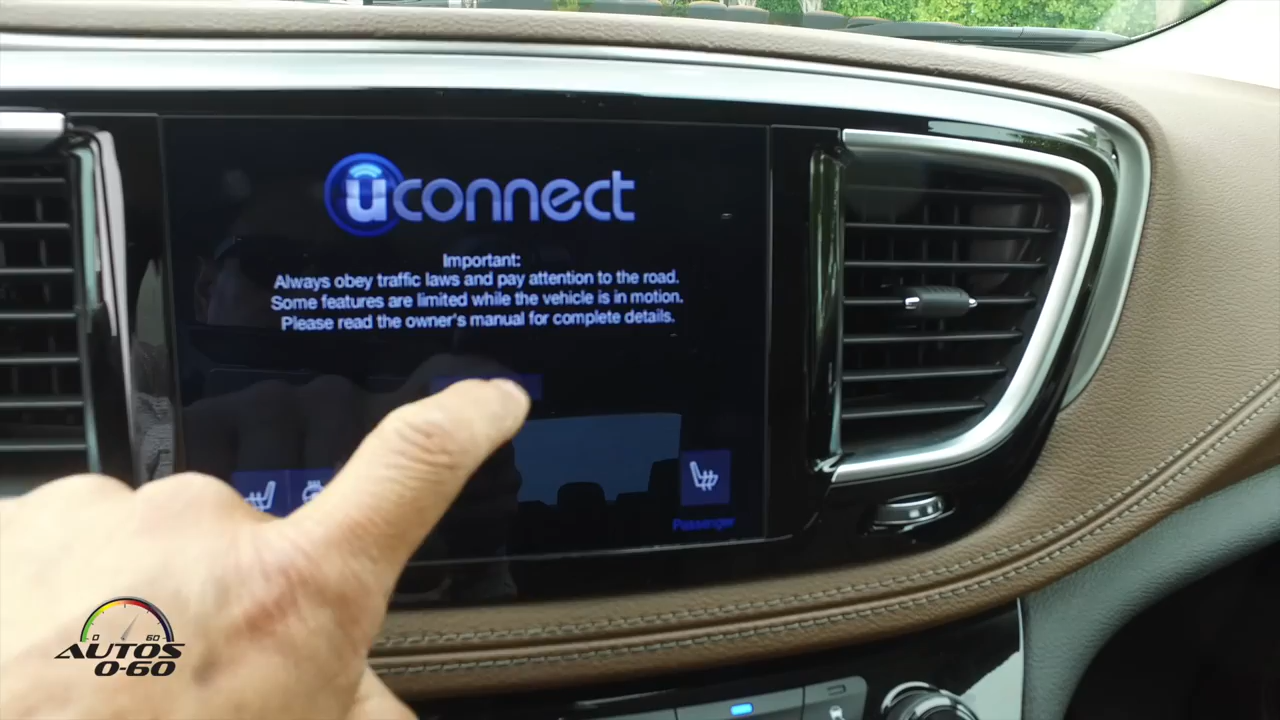 uconnect
Important:
Always obey traffic laws and pay attention to the road.
Some features are limited while the vehicle is in motion.
Please read the owner's manual for complete details.
Passenger
0 60
AUTOS
0-60